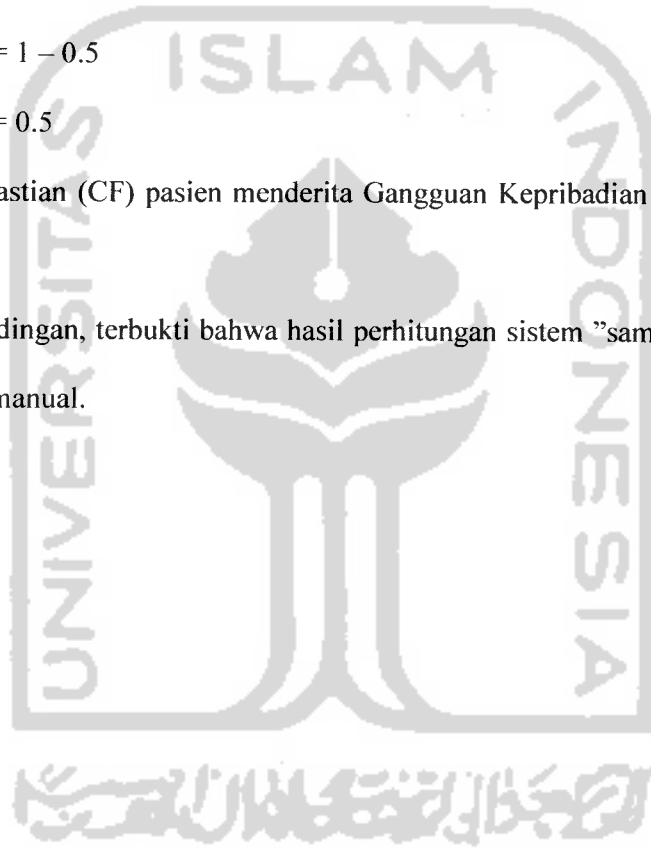 = 1 – 0.5
= 0.5
astian (CF) pasien menderita Gangguan Kepribadian
dingan, terbukti bahwa hasil perhitungan sistem ”sam
manual.
ISLAM
UNIVERSITAS
INDONESIA